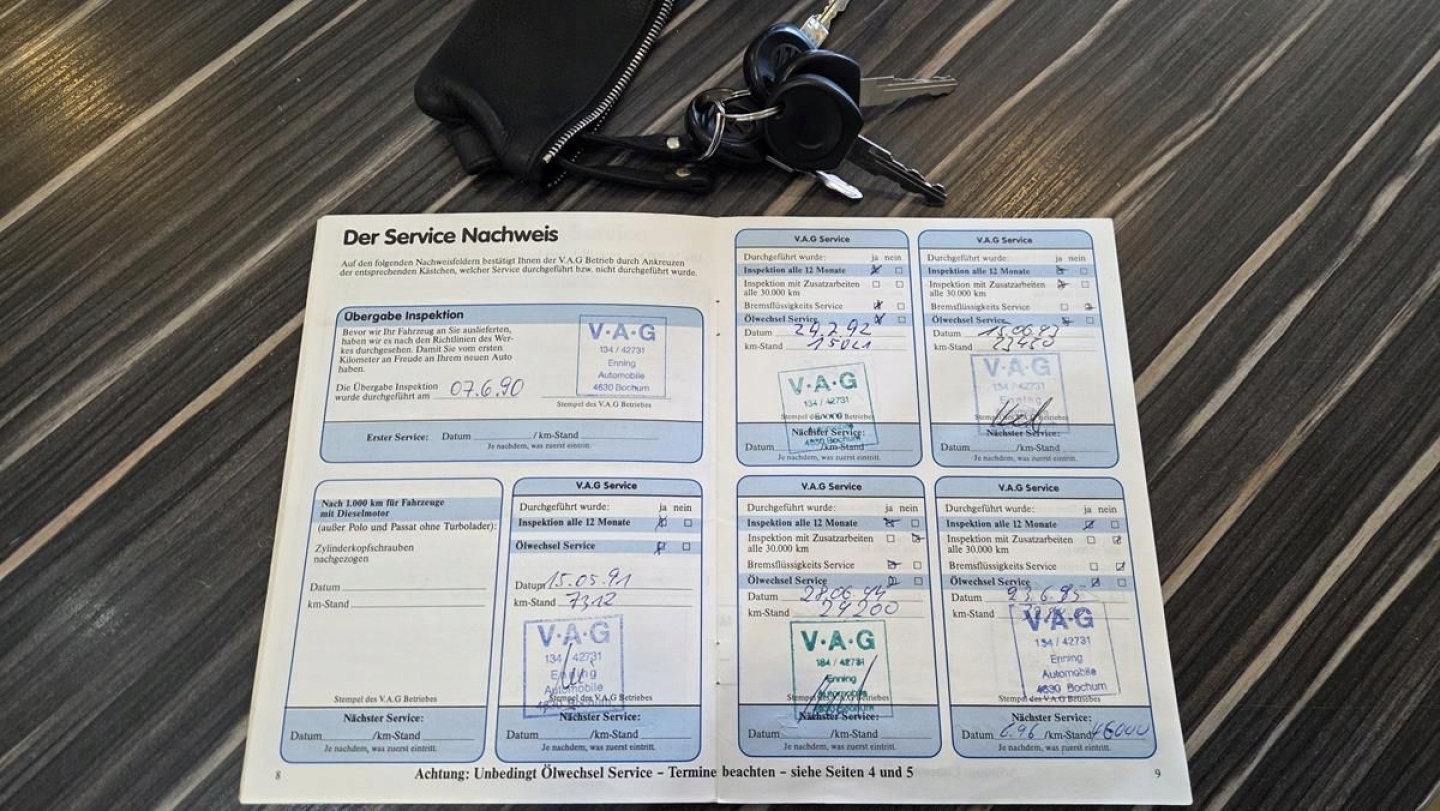 Der Service Nachweis
Auf den folgenden Nachweisfeldern bestätigt Ihnen der V.A.G Betrieb durch Ankreuzen
der entsprechenden Kästchen, welcher Service durchgeführt bzw. nicht durchgeführt wurde.
Übergabe Inspektion
Bevor wir Ihr Fahrzeug an Sie auslieferten,
haben wir es nach den Richtlinien des Wer-
kes durchgesehen. Damit Sie vom ersten
Kilometer an Freude an Ihrem neuen Auto
haben.
Die Übergabe Inspektion
wurde durchgeführt am 07.6.90
V·A·G
134 / 42731
Enning
Automobile
4630 Bochum
Stempel des V.A.G Betriebes
Erster Service: Datum /km-Stand
Je nachdem, was zuerst eintritt.
Nach 1.000 km für Fahrzeuge
mit Dieselmotor
(außer Polo und Passat ohne Turbolader):
Zylinderkopfschrauben
nachgezogen
Datum
km-Stand
Stempel des V.A.G Betriebes
Nächster Service:
Datum /km-Stand
Je nachdem, was zuerst eintritt.
V.A.G Service
Durchgeführt wurde: ja nein
Inspektion alle 12 Monate
Ölwechsel Service
Datum 15.05.91
km-Stand 7312
V·A·G
134 / 42731
Enning
Automobile
4630 Bochum
Stempel des V.A.G Betriebes
Nächster Service:
Datum /km-Stand
Je nachdem, was zuerst eintritt.
V.A.G Service
Durchgeführt wurde: ja nein
Inspektion alle 12 Monate
Inspektion mit Zusatzarbeiten
alle 30.000 km
Bremsflüssigkeits Service
Ölwechsel Service
Datum 24.2.92
km-Stand 15021
V·A·G
134 / 42731
Stempel des V.A.G Betriebes
Enning
Automobile
4630 Bochum
Nächster Service:
Datum /km-Stand
Je nachdem, was zuerst eintritt.
V.A.G Service
Durchgeführt wurde: ja nein
Inspektion alle 12 Monate
Inspektion mit Zusatzarbeiten
alle 30.000 km
Bremsflüssigkeits Service
Ölwechsel Service
Datum 15.06.93
km-Stand
V·A·G
134 / 42731
Enning
Stempel des V.A.G Betriebes
Nächster Service:
Datum /km-Stand
Je nachdem, was zuerst eintritt.
V.A.G Service
Durchgeführt wurde: ja nein
Inspektion alle 12 Monate
Inspektion mit Zusatzarbeiten
alle 30.000 km
Bremsflüssigkeits Service
Ölwechsel Service
Datum 28.06.94
km-Stand 29200
V·A·G
134 / 42731
Enning
Automobile
4630 Bochum
Stempel des V.A.G Betriebes
Nächster Service:
Datum /km-Stand
Je nachdem, was zuerst eintritt.
V.A.G Service
Durchgeführt wurde: ja nein
Inspektion alle 12 Monate
Inspektion mit Zusatzarbeiten
alle 30.000 km
Bremsflüssigkeits Service
Ölwechsel Service
Datum 23.6.95
km-Stand
V·A·G
134 / 42731
Enning
Automobile
4630 Bochum
Stempel des V.A.G Betriebes
Nächster Service:
Datum 6.96 /km-Stand 46000
Je nachdem, was zuerst eintritt.
8 Achtung: Unbedingt Ölwechsel Service – Termine beachten – siehe Seiten 4 und 5 9